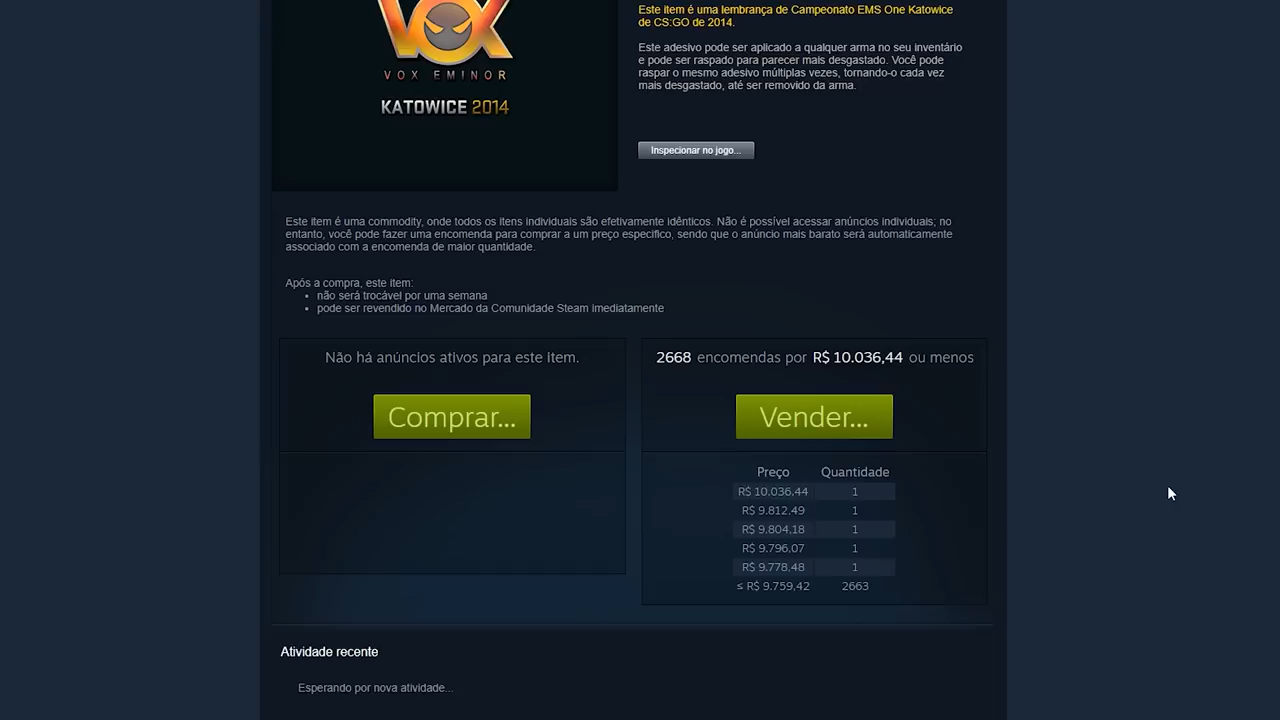 VOX
VOX EMINOR
KATOWICE 2014
Este item é uma lembrança de Campeonato EMS One Katowice
de CS:GO de 2014.
Este adesivo pode ser aplicado a qualquer arma no seu inventário
e pode ser raspado para parecer mais desgastado. Você pode
raspar o mesmo adesivo múltiplas vezes, tornando-o cada vez
mais desgastado, até ser removido da arma.
Inspecionar no jogo...
Este item é uma commodity, onde todos os itens individuais são efetivamente idênticos. Não é possível acessar anúncios individuais; no
entanto, você pode fazer uma encomenda para comprar a um preço específico, sendo que o anúncio mais barato será automaticamente
associado com a encomenda de maior quantidade.
Após a compra, este item:
• não será trocável por uma semana
• pode ser revendido no Mercado da Comunidade Steam imediatamente
Não há anúncios ativos para este item.
Comprar...
2668 encomendas por R$ 10.036,44 ou menos
Vender...
Preço Quantidade
R$ 10.036,44 1
R$ 9.812,49 1
R$ 9.804,18 1
R$ 9.796,07 1
R$ 9.778,48 1
≤ R$ 9.759,42 2663
Atividade recente
Esperando por nova atividade...